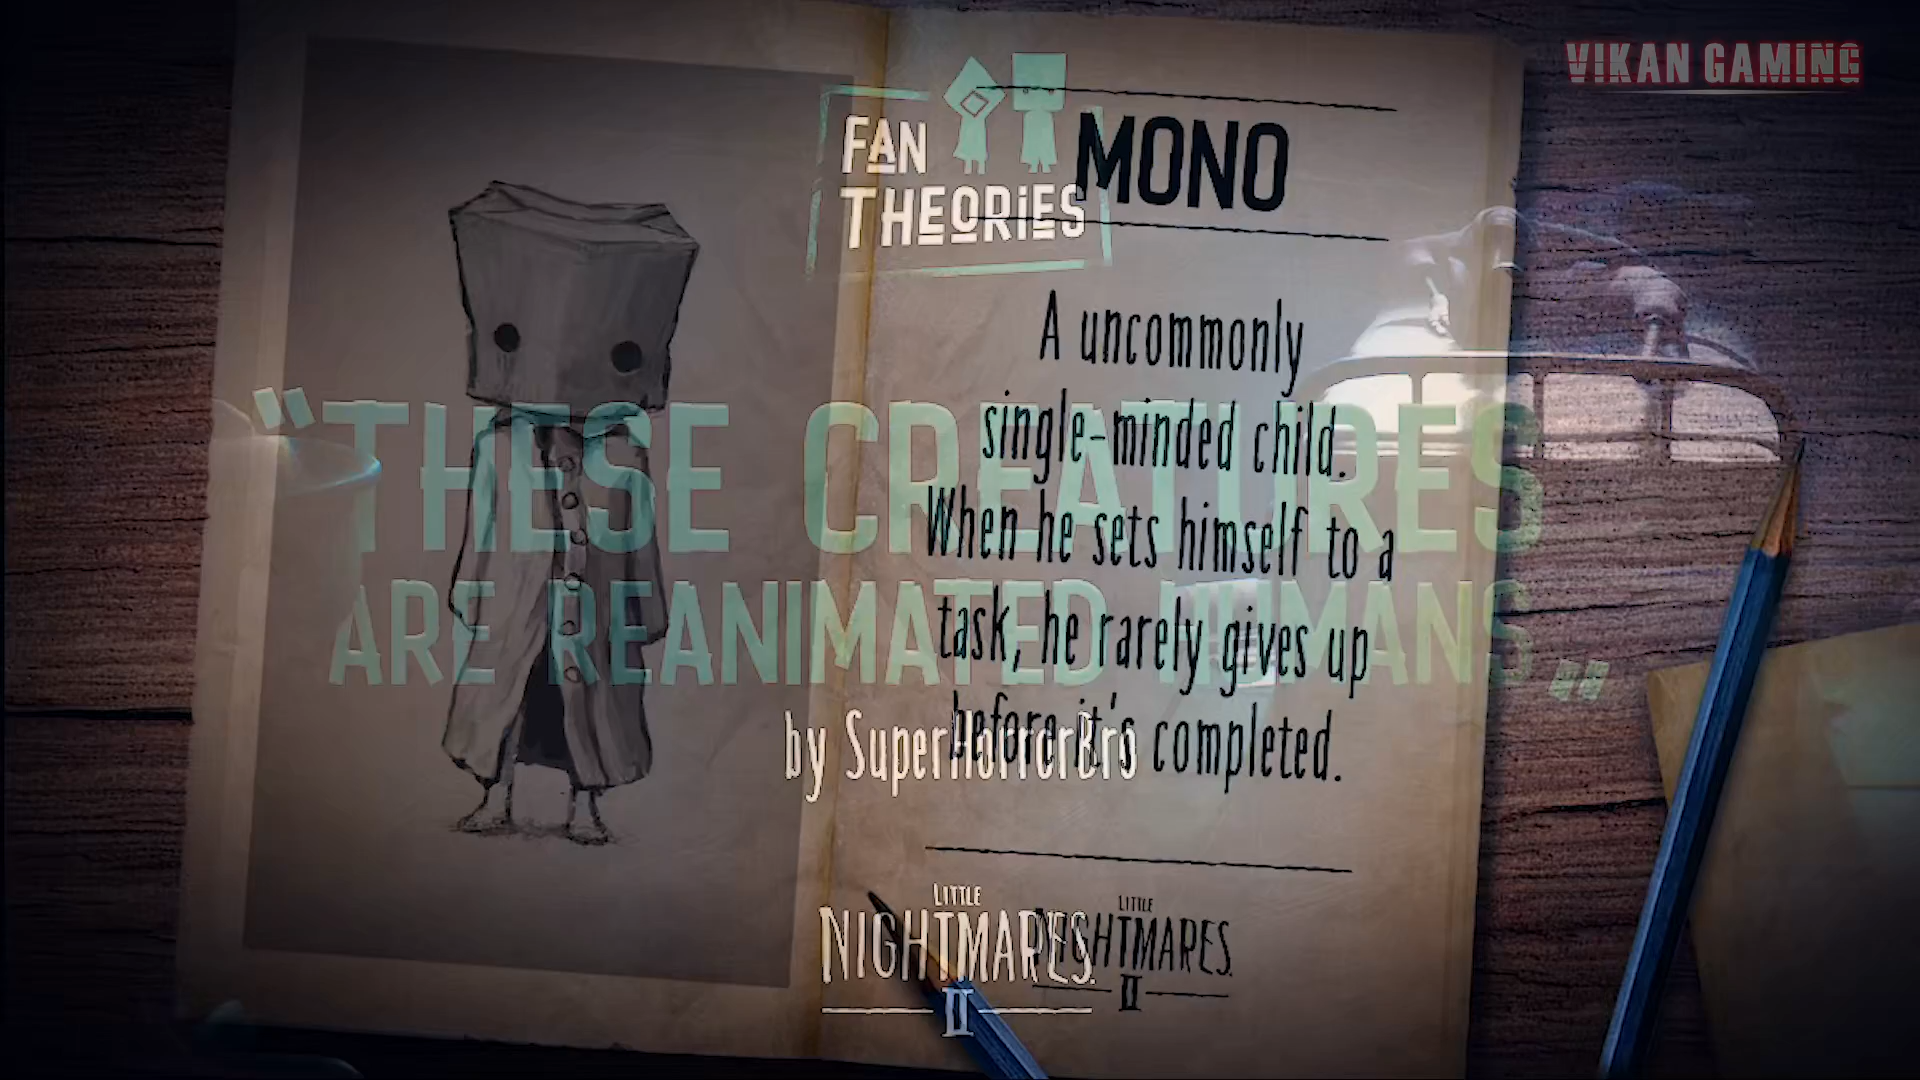 VIKAN GAMING
FAN
THEORIES
MONO
A uncommonly
single-minded child.
When he sets himself to a
task, he rarely gives up
before it's completed.
“THESE CREATURES
ARE REANIMATED HUMANS„
by SuperHorrorBro
LITTLE
NIGHTMARES
II
LITTLE
NIGHTMARES
II